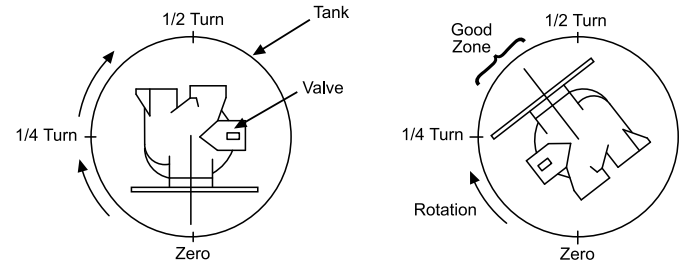 1/2 Turn
Tank
Valve
1/4 Turn
Zero
1/2 Turn
Good
Zone
1/4 Turn
Rotation
Zero